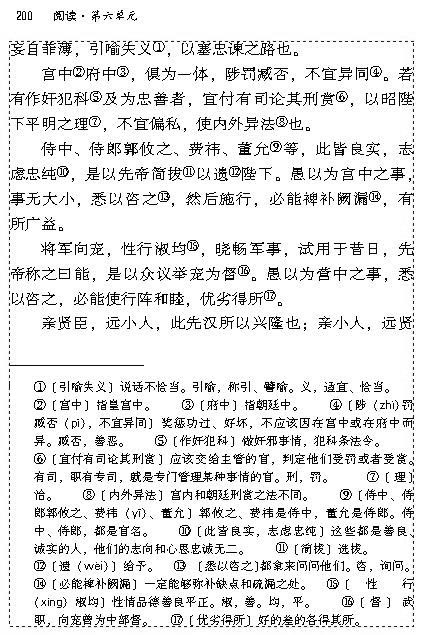 200 阅读·第六单元
妄自菲薄，引喻失义①，以塞忠谏之路也。
宫中②府中③，俱为一体，陟罚臧否，不宜异同④。若
有作奸犯科⑤及为忠善者，宜付有司论其刑赏⑥，以昭陛
下平明之理⑦，不宜偏私，使内外异法⑧也。
侍中、侍郎郭攸之、费祎、董允⑨等，此皆良实，志
虑忠纯⑩，是以先帝简拔⑪以遗⑫陛下。愚以为宫中之事，
事无大小，悉以咨之⑬，然后施行，必能裨补阙漏⑭，有
所广益。
将军向宠，性行淑均⑮，晓畅军事，试用于昔日，先
帝称之曰能，是以众议举宠为督⑯。愚以为营中之事，悉
以咨之，必能使行阵和睦，优劣得所⑰。
亲贤臣，远小人，此先汉所以兴隆也；亲小人，远贤
①〔引喻失义〕说话不恰当。引喻，称引、譬喻。义，适宜、恰当。
②〔宫中〕指皇宫中。 ③〔府中〕指朝廷中。 ④〔陟（zhì）罚
臧否（pǐ），不宜异同〕奖惩功过、好坏，不应该因在宫中或在府中而
异。臧否，善恶。 ⑤〔作奸犯科〕做奸邪事情，犯科条法令。
⑥〔宜付有司论其刑赏〕应该交给主管的官，判定他们受罚或者受赏。
有司，职有专司，就是专门管理某种事情的官。刑，罚。 ⑦〔理〕
治。 ⑧〔内外异法〕宫内和朝廷刑赏之法不同。 ⑨〔侍中、侍
郎郭攸之、费祎（yī）、董允〕郭攸之、费祎是侍中，董允是侍郎。侍
中、侍郎，都是官名。 ⑩〔此皆良实，志虑忠纯〕这些都是善良、
诚实的人，他们的志向和心思忠诚无二。 ⑪〔简拔〕选拔。
⑫〔遗（wèi）〕给予。 ⑬〔悉以咨之〕都拿来问问他们。咨，询问。
⑭〔必能裨补阙漏〕一定能够弥补缺点和疏漏之处。 ⑮〔性行
（xìng）淑均〕性情品德善良平正。淑，善。均，平。 ⑯〔督〕武
职，向宠曾为中部督。 ⑰〔优劣得所〕好的差的各得其所。